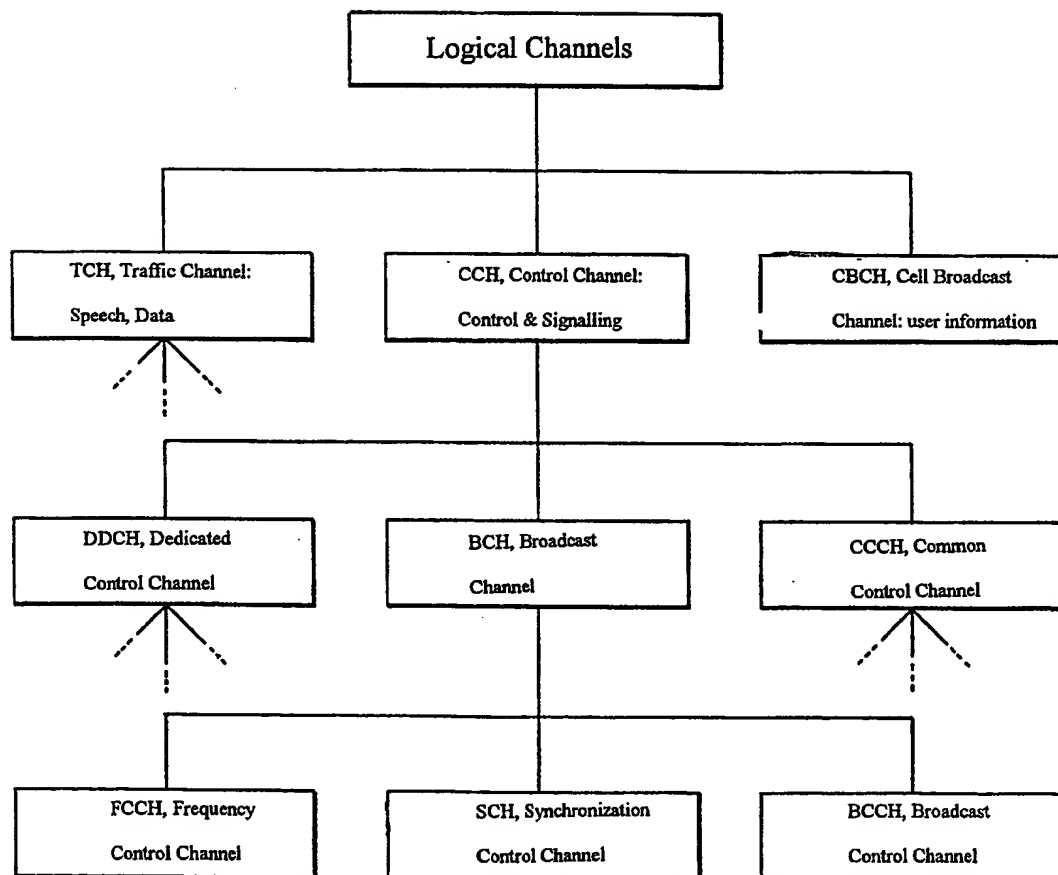 Logical Channels
TCH, Traffic Channel:
Speech, Data
CCH, Control Channel:
Control & Signalling
CBCH, Cell Broadcast
Channel: user information
DDCH, Dedicated
Control Channel
BCH, Broadcast
Channel
CCCH, Common
Control Channel
FCCH, Frequency
Control Channel
SCH, Synchronization
Control Channel
BCCH, Broadcast
Control Channel